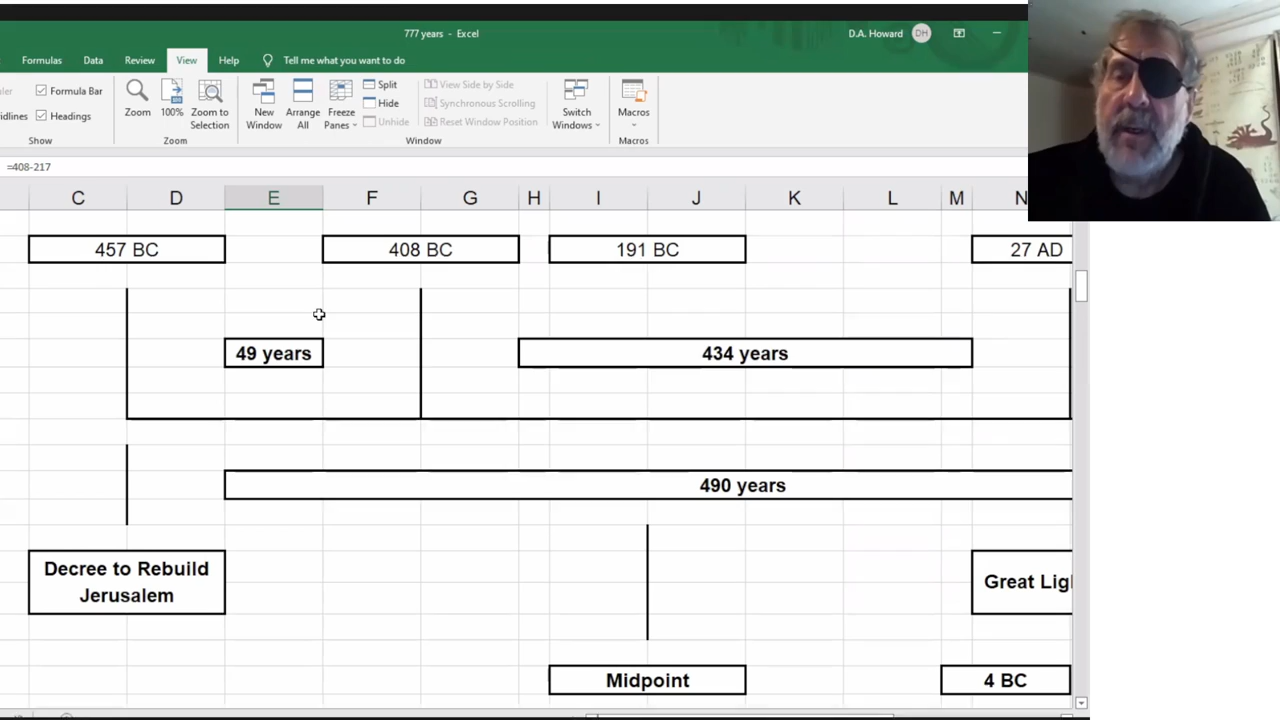 777 years - Excel
D.A. Howard DH
Formulas Data Review View Help Tell me what you want to do
Formula Bar
Headings
Show
Zoom
100%
Zoom to
Selection
Zoom
New
Window
Arrange
All
Freeze
Panes
Split
Hide
Unhide
View Side by Side
Synchronous Scrolling
Reset Window Position
Window
Switch
Windows
Macros
Macros
=408-217
C D E F G H I J K L M N
457 BC 408 BC 191 BC 27 AD
49 years 434 years
490 years
Decree to Rebuild
Jerusalem
Midpoint 4 BC